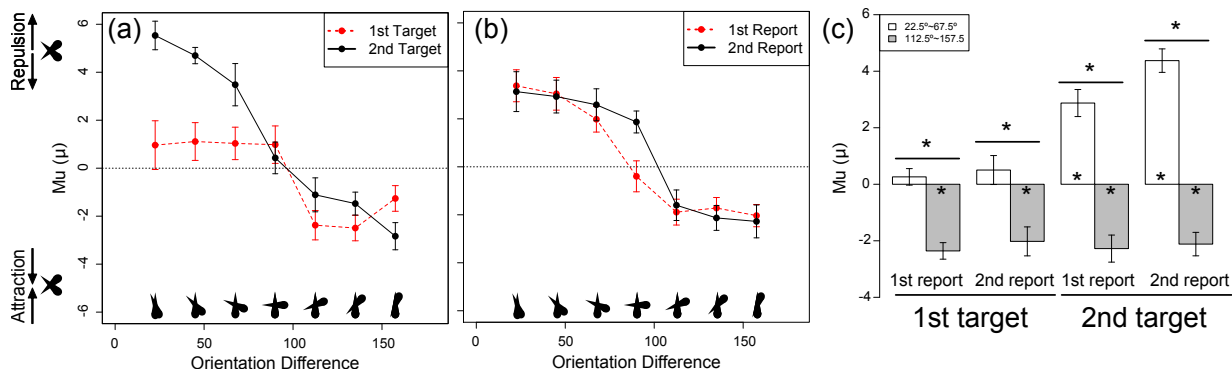 Repulsion
Attraction
Mu (μ)
(a)
1st Target
2nd Target
6
4
2
0
-2
-4
-6
0
50
100
150
Orientation Difference
(b)
1st Report
2nd Report
0
50
100
150
Orientation Difference
(c)
22.5º~67.5º
112.5º~157.5
Mu (μ)
6
4
2
0
-2
-4
*
*
*
*
*
*
*
*
*
*
1st report
2nd report
1st report
2nd report
1st target
2nd target